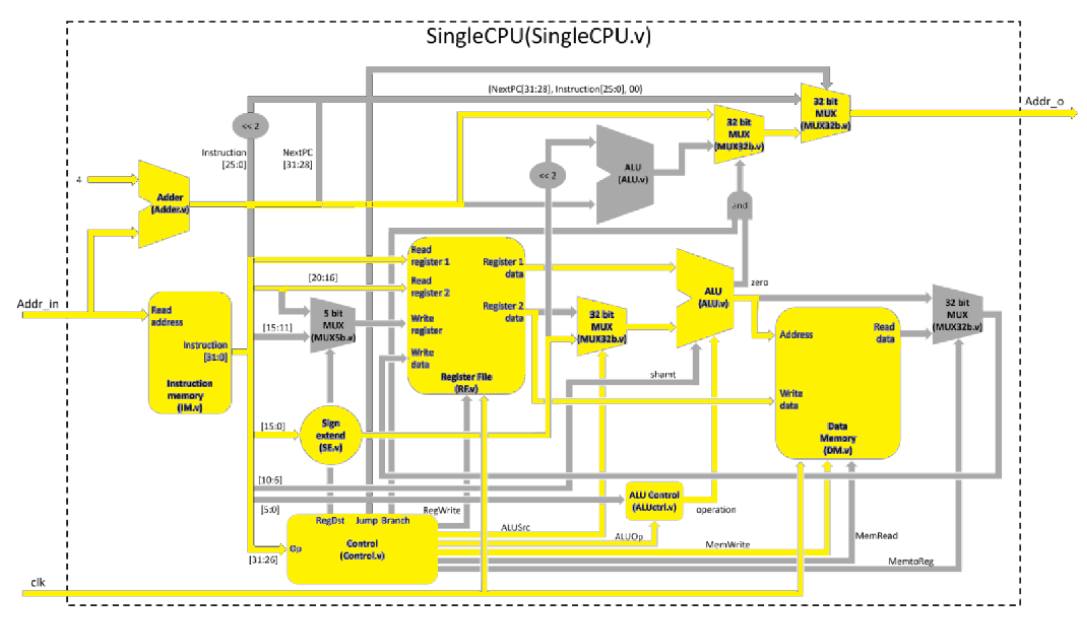 SingleCPU(SingleCPU.v)
(NextPC[31:28], Instruction[25:0], 00)
32 bit
MUX
(MUX32b.v)
Addr_o
<< 2
32 bit
MUX
(MUX32b.v)
Instruction
[25:0]
NextPC
[31:28]
ALU
(ALU.v)
<< 2
4
Adder
(Adder.v)
and
Read
register 1
Register 1
data
[20:16]
Read
register 2
zero
ALU
(ALU.v)
Addr_in
Read
address
5 bit
MUX
(MUX5b.v)
Write
register
Register 2
data
32 bit
MUX
(MUX32b.v)
32 bit
MUX
(MUX32b.v)
[15:11]
Address
Read
data
Instruction
[31:0]
Write
data
Register File
(RF.v)
shamt
Instruction
memory
(IM.v)
Write
data
[15:0]
Sign
extend
(SE.v)
Data
Memory
(DM.v)
[10:6]
[5:0]
ALU Control
(ALUctrl.v)
operation
RegDst
Jump
Branch
RegWrite
ALUSrc
ALUOp
MemRead
Op
Control
(Control.v)
MemWrite
[31:26]
MemtoReg
clk